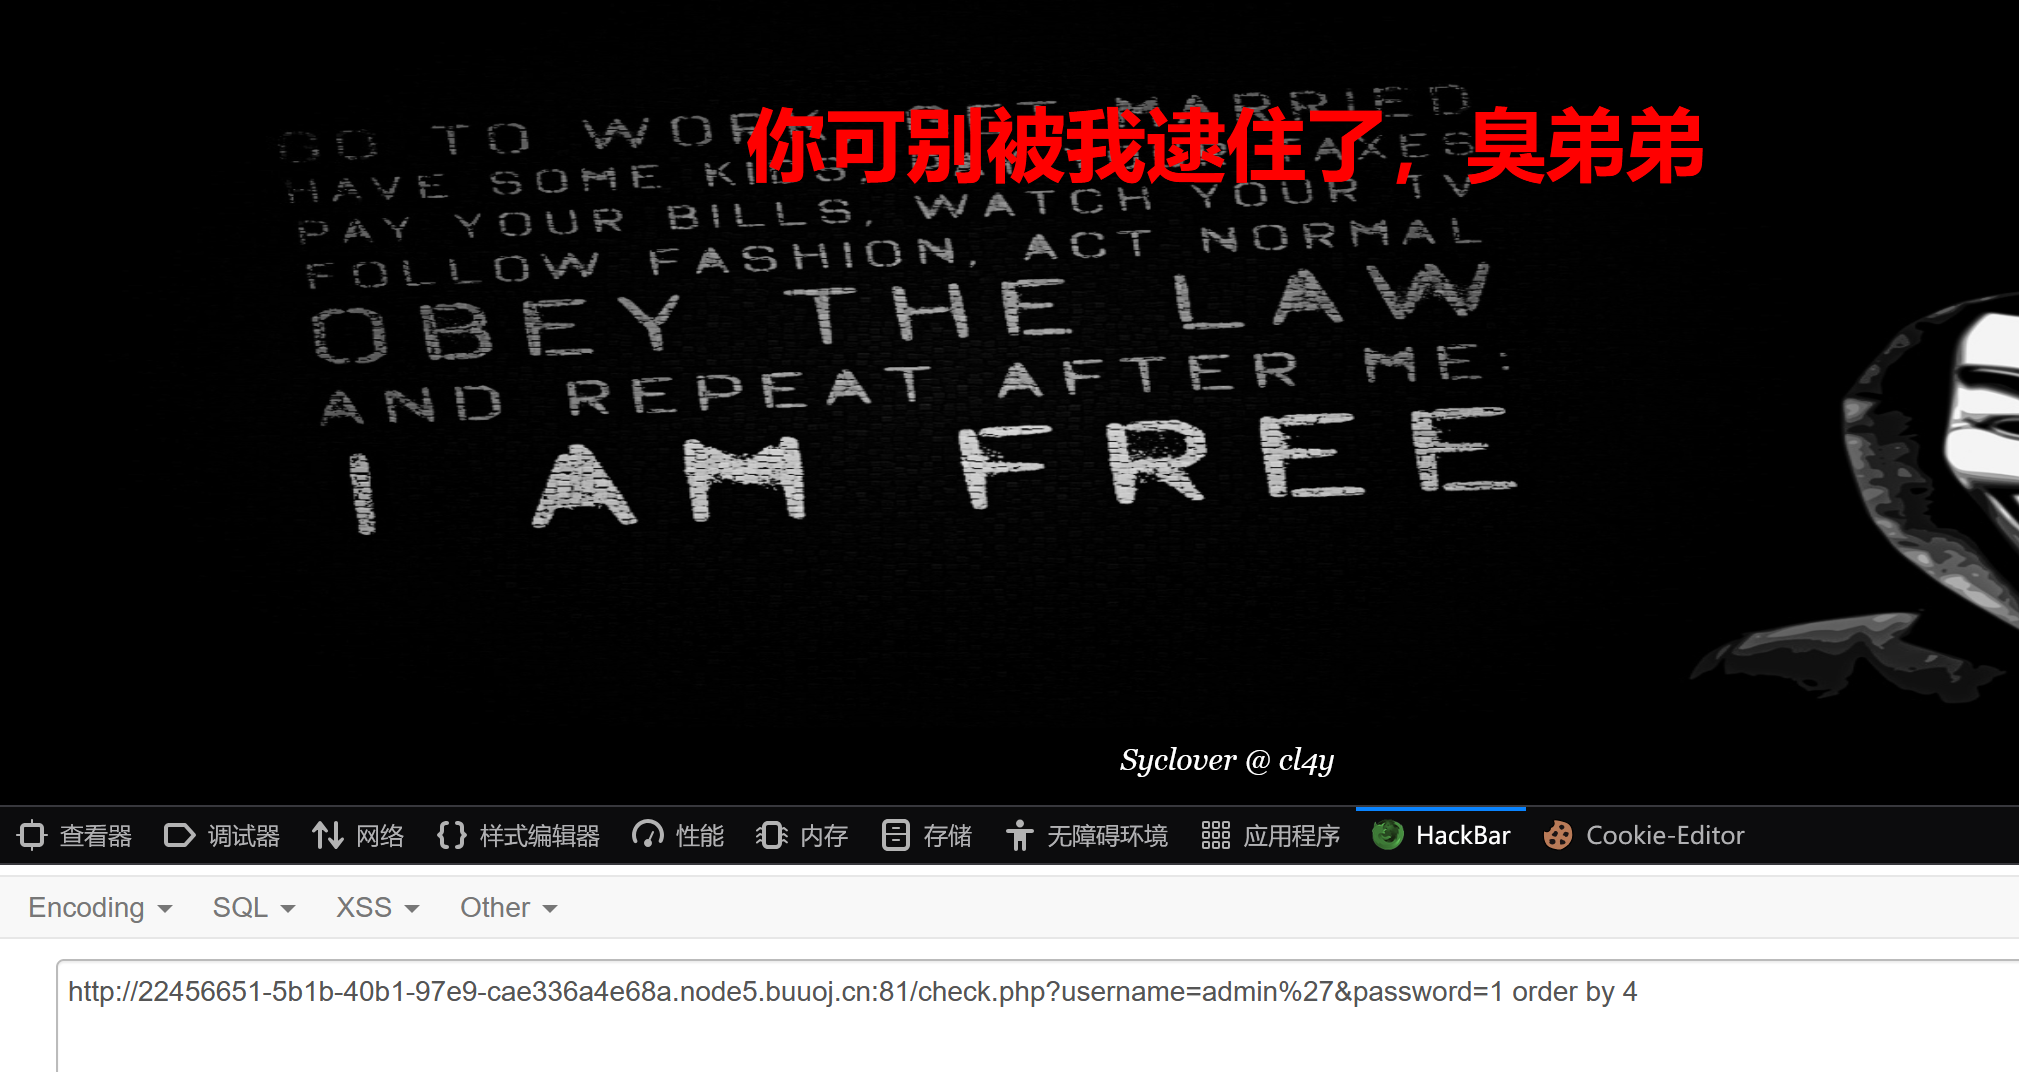 你可别被我逮住了，臭弟弟
GO TO WORK, GET MARRIED
HAVE SOME KIDS, PAY YOUR TAXES
PAY YOUR BILLS, WATCH YOUR TV
FOLLOW FASHION, ACT NORMAL
OBEY THE LAW
AND REPEAT AFTER ME:
I AM FREE
Syclover @ cl4y
查看器 调试器 网络 {} 样式编辑器 性能 内存 存储 无障碍环境 应用程序 HackBar Cookie-Editor
Encoding SQL XSS Other
http://22456651-5b1b-40b1-97e9-cae336a4e68a.node5.buuoj.cn:81/check.php?username=admin%27&password=1 order by 4